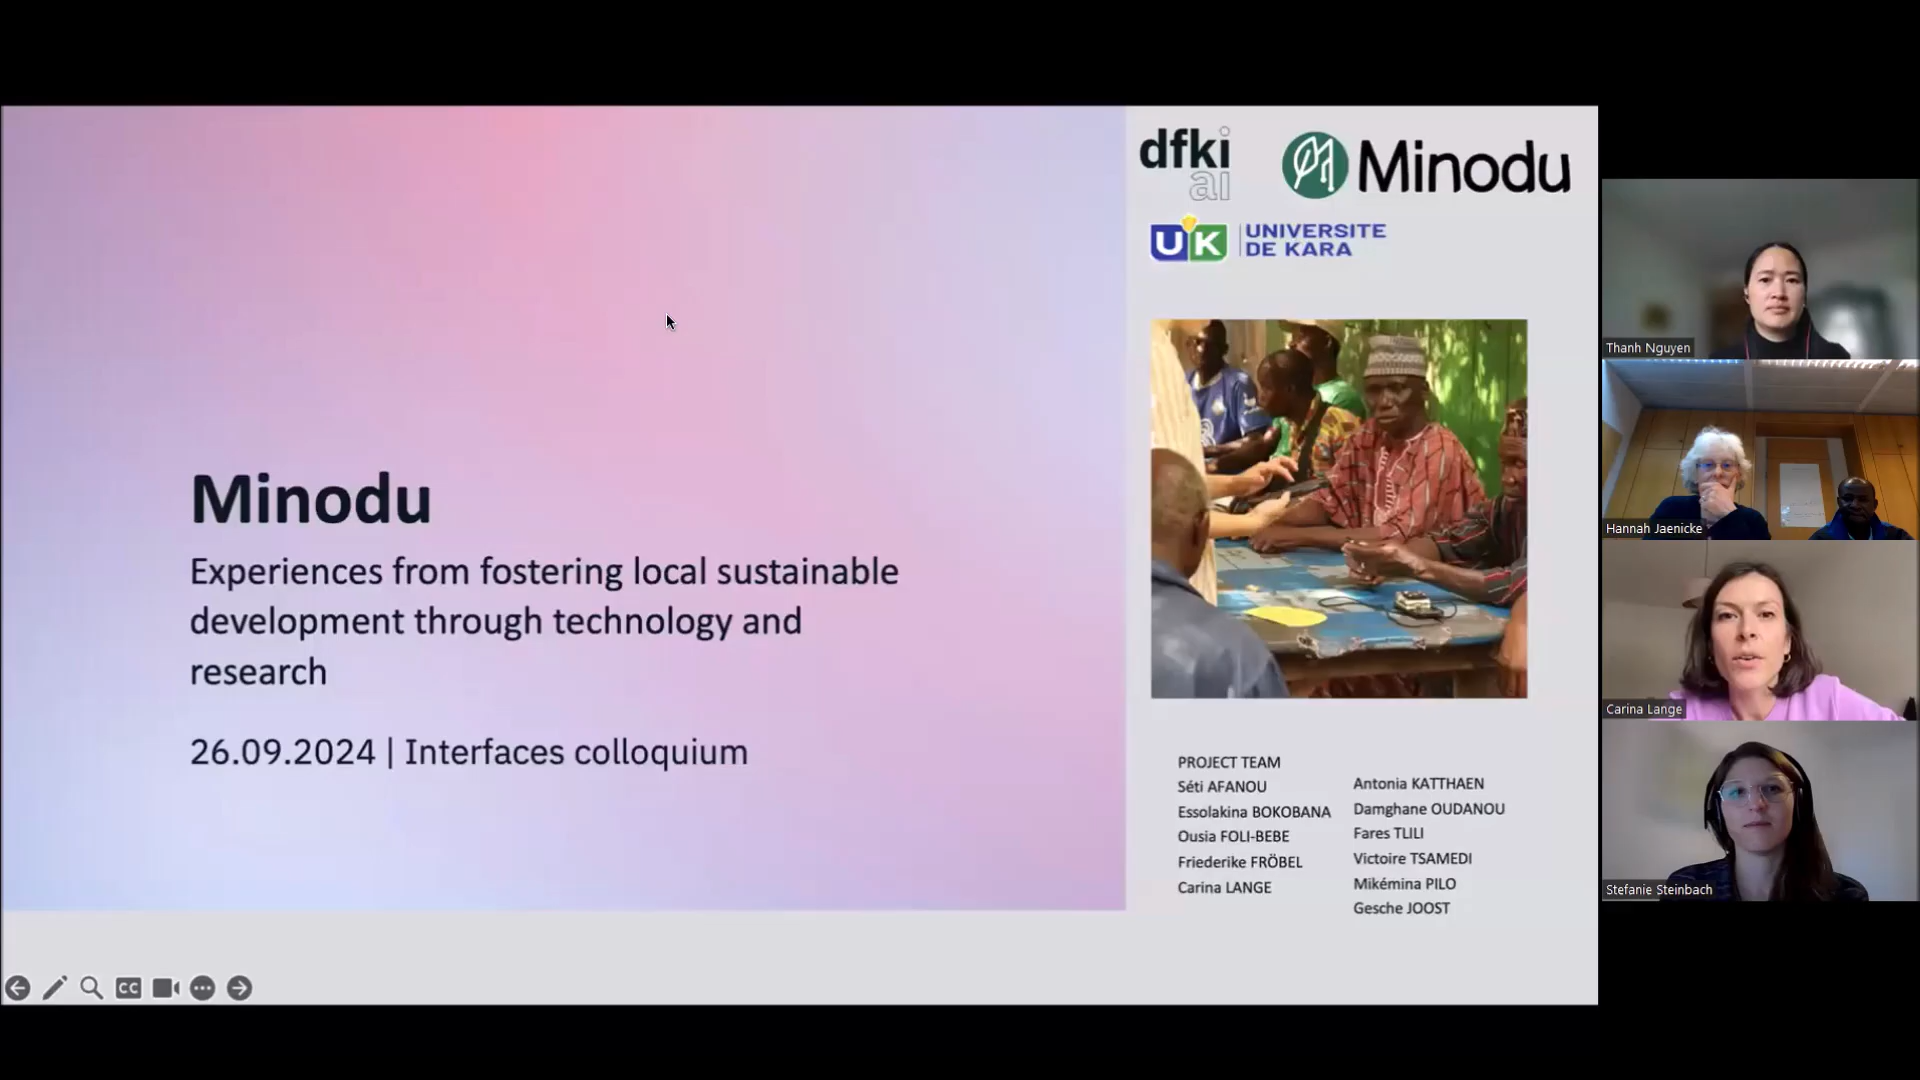 dfki
ai
Minodu
UK
UNIVERSITE
DE KARA
Minodu
Experiences from fostering local sustainable
development through technology and
research
26.09.2024 | Interfaces colloquium
PROJECT TEAM
Séti AFANOU
Essolakina BOKOBANA
Ousia FOLI-BEBE
Friederike FRÖBEL
Carina LANGE
Antonia KATTHAEN
Damghane OUDANOU
Fares TLILI
Victoire TSAMEDI
Mikémina PILO
Gesche JOOST
CC
Thanh Nguyen
Hannah Jaenicke
Carina Lange
Stefanie Steinbach